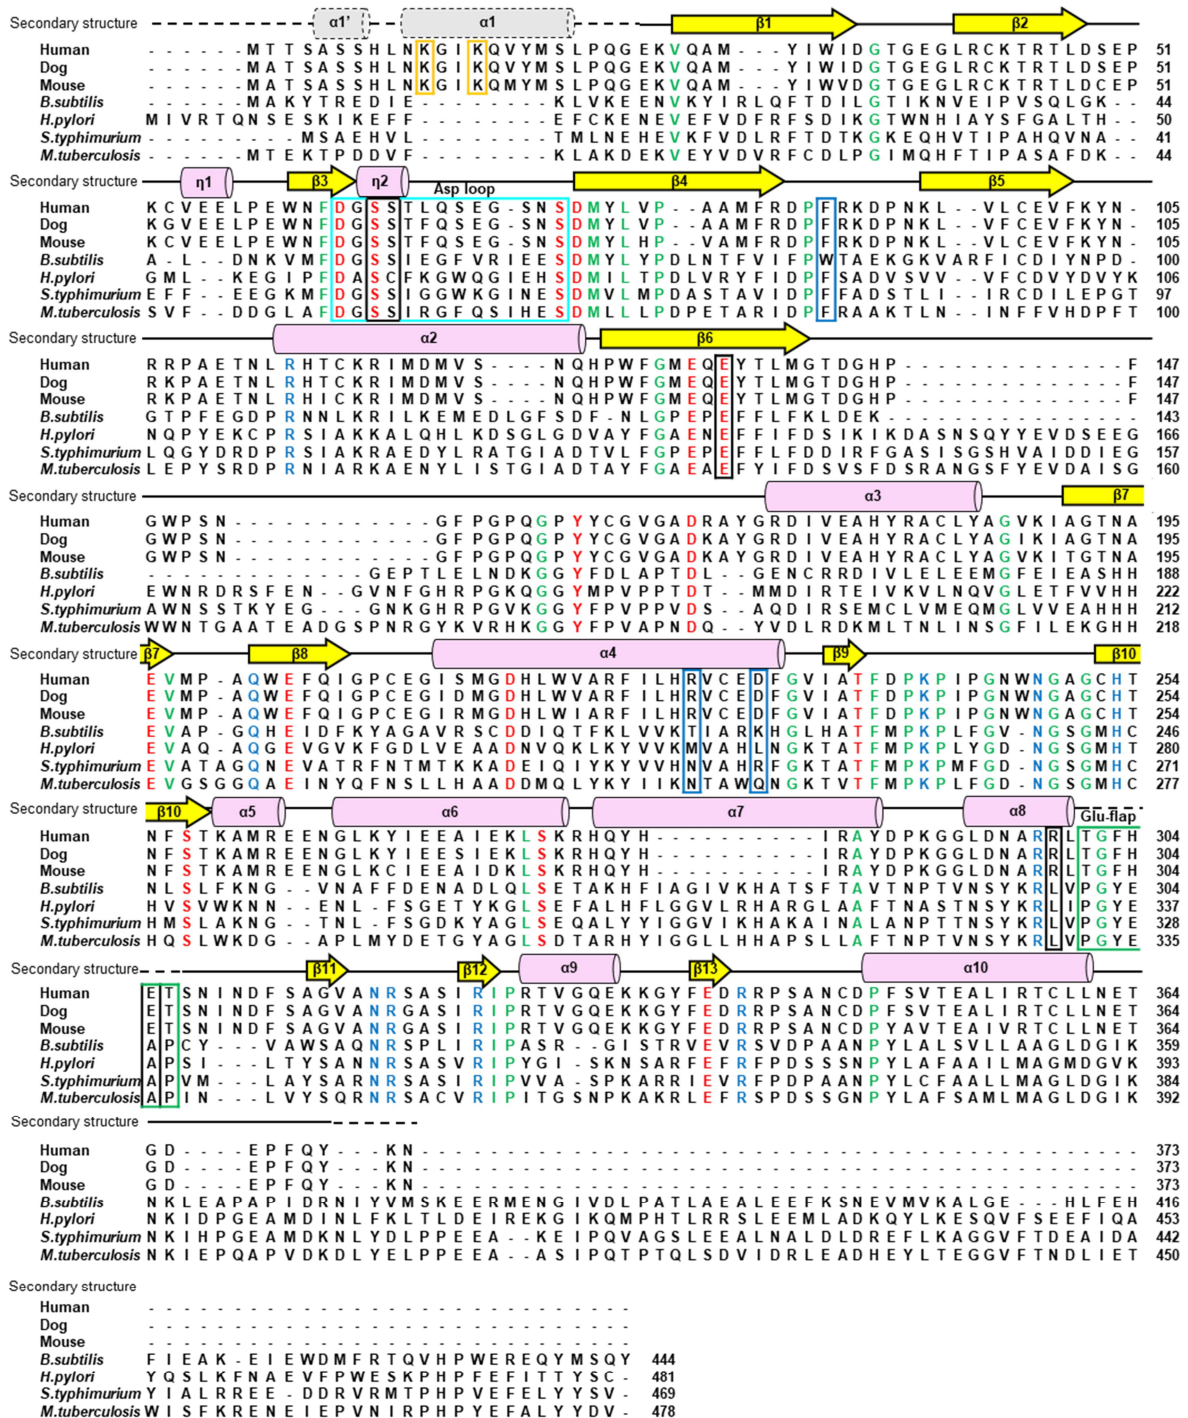 Secondary structure α1’ α1 β1 β2
Human - - - - - - M T T S A S S H L N K G I K Q V Y M S L P Q G E K V Q A M - - - Y I W I D G T G E G L R C K T R T L D S E P 51
Dog - - - - - - M A T S A S S H L N K G I K Q V Y M S L P Q G E K V Q A M - - - Y I W I D G T G E G L R C K T R T L D S E P 51
Mouse - - - - - - M A T S A S S H L N K G I K Q M Y M S L P Q G E K V Q A M - - - Y I W I D G T G E G L R C K T R T L D C E P 51
B.subtilis - - - - - - M A K Y T R E D I E - - - - - - - - K L V K E E N V K Y I R L Q F T D I L G T I K N V E I P V S Q L G K - - 44
H.pylori M I V R T Q N S E S K I K E F F - - - - - - - - E F C K E N E V E F V D F R F S D I K G T W N H I A Y S F G A L T H - - 50
S.typhimurium - - - - - - - - - M S A E H V L - - - - - - - - T M L N E H E V K F V D L R F T D T K G K E Q H V T I P A H Q V N A - - 41
M.tuberculosis - - - - - - M T E K T P D D V F - - - - - - - - K L A K D E K V E Y V D V R F C D L P G I M Q H F T I P A S A F D K - - 44
Secondary structure η1 β3 η2 Asp loop β4 β5
Human K C V E E L P E W N F D G S S T L Q S E G - S N S D M Y L V P - - A A M F R D P F R K D P N K L - - V L C E V F K Y N - 105
Dog K G V E E L P E W N F D G S S T F Q S E G - S N S D M Y L V P - - A A M F R D P F R K D P N K L - - V F C E V F K Y N - 105
Mouse K C V E E L P E W N F D G S S T F Q S E G - S N S D M Y L H P - - V A M F R D P F R K D P N K L - - V L C E V F K Y N - 105
B.subtilis A - L - - D N K V M F D G S S I E G F V R I E E S D M Y L Y P D L N T F V I F P W T A E K G K V A R F I C D I Y N P D - 100
H.pylori G M L - - K E G I P F D A S C F K G W Q G I E H S D M I L T P D L V R Y F I D P F S A D V S V V - - V F C D V Y D V Y K 106
S.typhimurium E F F - - E E G K M F D G S S I G G W K G I N E S D M V L M P D A S T A V I D P F F A D S T L I - - I R C D I L E P G T 97
M.tuberculosis S V F - D D G L A F D G S S I R G F Q S I H E S D M L L L P D P E T A R I D P F R A A K T L N - - I N F F V H D P F T 100
Secondary structure α2 β6
Human R R P A E T N L R H T C K R I M D M V S - - - - N Q H P W F G M E Q E Y T L M G T D G H P - - - - - - - - - - - - - F 147
Dog R K P A E T N L R H T C K R I M D M V S - - - - N Q H P W F G M E Q E Y T L M G T D G H P - - - - - - - - - - - - - F 147
Mouse R K P A E T N L R H I C K R I M D M V S - - - - N Q H P W F G M E Q E Y T L M G T D G H P - - - - - - - - - - - - - F 147
B.subtilis G T P F E G D P R N N L K R I L K E M E D L G F S D F - N L G P E P E F F L F K L D E K - - - - - - - - - - - - - - - 143
H.pylori N Q P Y E K C P R S I A K K A L Q H L K D S G L G D V A Y F G A E N E F F I F D S I K I K D A S N S Q Y Y E V D S E E G 166
S.typhimurium L Q G Y D R D P R S I A K R A E D Y L R A T G I A D T V L F G P E P E F F L F D D I R F G A S I S G S H V A I D D I E G 157
M.tuberculosis L E P Y S R D P R N I A R K A E N Y L I S T G I A D T A Y F G A E A E F Y I F D S V S F D S R A N G S F Y E V D A I S G 160
Secondary structure α3 β7
Human G W P S N - - - - - - - - - - - - G F P G P Q G P Y Y C G V G A D R A Y G R D I V E A H Y R A C L Y A G V K I A G T N A 195
Dog G W P S N - - - - - - - - - - - - G F P G P Q G P Y Y C G V G A D K A Y G R D I V E A H Y R A C L Y A G I K I A G T N A 195
Mouse G W P S N - - - - - - - - - - - - G F P G P Q G P Y Y C G V G A D K A Y G R D I V E A H Y R A C L Y A G V K I T G T N A 195
B.subtilis - - - - - - - - - - - - - G E P T L E L N D K G G Y F D L A P T D L - - G E N C R R D I V L E L E E M G F E I E A S H H 188
H.pylori E W N R D R S F E N - - G V N F G H R P G K Q G G Y M P V P P T D T - - M M D I R T E I V K V L N Q V G L E T F V V H H 222
S.typhimurium A W N S S T K Y E G - - - G N K G H R P G V K G G Y F P V P P V D S - - A Q D I R S E M C L V M E Q M G L V V E A H H H 212
M.tuberculosis W W N T G A A T E A D G S P N R G Y K V R H K G G Y F P V A P N D Q - - Y V D L R D K M L T N L I N S G F I L E K G H H 218
Secondary structure β7 β8 α4 β9 β10
Human E V M P - A Q W E F Q I G P C E G I S M G D H L W V A R F I L H R V C E D F G V I A T F D P K P I P G N W N G A G C H T 254
Dog E V M P - A Q W E F Q I G P C E G I D M G D H L W V A R F I L H R V C E D F G V I A T F D P K P I P G N W N G A G C H T 254
Mouse E V M P - A Q W E F Q I G P C E G I R M G D H L W I A R F I L H R V C E D F G V I A T F D P K P I P G N W N G A G C H T 254
B.subtilis E V A P - G Q H E I D F K Y A G A V R S C D D I Q T F K L V V K T I A R K H G L H A T F M P K P L F G V - N G S G M H C 246
H.pylori E V A Q - A Q G E V G V K F G D L V E A A D N V Q K L K Y V V K M V A H L N G K T A T F M P K P L Y G D - N G S G M H T 280
S.typhimurium E V A T A G Q N E V A T R F N T M T K K A D E I Q I Y K Y V V H N V A H R F G K T A T F M P K P M F G D - N G S G M H C 271
M.tuberculosis E V G S G G Q A E I N Y Q F N S L L H A A D D M Q L Y K Y I I K N T A W Q N G K T V T F M P K P L F G D - N G S G M H C 277
Secondary structure β10 α5 α6 α7 α8 Glu-flap
Human N F S T K A M R E E N G L K Y I E E A I E K L S K R H Q Y H - - - - - - - - - - I R A Y D P K G G L D N A R R L T G F H 304
Dog N F S T K A M R E E N G L K Y I E E S I E K L S K R H Q Y H - - - - - - - - - - I R A Y D P K G G L D N A R R L T G F H 304
Mouse N F S T K A M R E E N G L K C I E E A I D K L S K R H Q Y H - - - - - - - - - - I R A Y D P K G G L D N A R R L T G F H 304
B.subtilis N L S L F K N G - - V N A F F D E N A D L Q L S E T A K H F I A G I V K H A T S F T A V T N P T V N S Y K R L V P G Y E 304
H.pylori H V S V W K N N - - E N L - F S G E T Y K G L S E F A L H F L G G V L R H A R G L A A F T N A S T N S Y K R L I P G Y E 337
S.typhimurium H M S L A K N G - - T N L - F S G D K Y A G L S E Q A L Y Y I G G V I K H A K A I N A L A N P T T N S Y K R L V P G Y E 328
M.tuberculosis H Q S L W K D G - - A P L M Y D E T G Y A G L S D T A R H Y I G G L L H H A P S L L A F T N P T V N S Y K R L V P G Y E 335
Secondary structure β11 β12 α9 β13 α10
Human E T S N I N D F S A G V A N R S A S I R I P R T V G Q E K K G Y F E D R R P S A N C D P F S V T E A L I R T C L L N E T 364
Dog E T S N I N D F S A G V A N R G A S I R I P R T V G Q E K K G Y F E D R R P S A N C D P F S V T E A L I R T C L L N E T 364
Mouse E T S N I N D F S A G V A N R G A S I R I P R T V G Q E K K G Y F E D R R P S A N C D P Y A V T E A I V R T C L L N E T 364
B.subtilis A P C Y - - - V A W S A Q N R S P L I R I P A S R - - G I S T R V E V R S V D P A A N P Y L A L S V L L A A G L D G I K 359
H.pylori A P S I - - - L T Y S A N N R S A S V R I P Y G I - S K N S A R F E F R F P D S S S N P Y L A F A A I L M A G M D G V K 393
S.typhimurium A P V M - - - L A Y S A R N R S A S I R I P V V A - S P K A R R I E V R F P D P A A N P Y L C F A A L L M A G L D G I K 384
M.tuberculosis A P I N - - - L V Y S Q R N R S A C V R I P I T G S N P K A K R L E F R S P D S S G N P Y L A F S A M L M A G L D G I K 392
Secondary structure
Human G D - - - - E P F Q Y - - - K N - - - - - - - - - - - - - - - - - - - - - - - - - - - - - - - - - - - - - - - - - - - 373
Dog G D - - - - E P F Q Y - - - K N - - - - - - - - - - - - - - - - - - - - - - - - - - - - - - - - - - - - - - - - - - - 373
Mouse G D - - - - E P F Q Y - - - K N - - - - - - - - - - - - - - - - - - - - - - - - - - - - - - - - - - - - - - - - - - - 373
B.subtilis N K L E A P A P I D R N I Y V M S K E E R M E N G I V D L P A T L A E A L E E F K S N E V M V K A L G E - - - H L F E H 416
H.pylori N K I D P G E A M D I N L F K L T L D E I R E K G I K Q M P H T L R R S L E E M L A D K Q Y L K E S Q V F S E E F I Q A 453
S.typhimurium N K I H P G E A M D K N L Y D L P P E E A - K E I P Q V A G S L E E A L N A L D L D R E F L K A G G V F T D E A I D A 442
M.tuberculosis N K I E P Q A P V D K D L Y E L P P E E A - - A S I P Q T P T Q L S D V I D R L E A D H E Y L T E G G V F T N D L I E T 450
Secondary structure
Human - - - - - - - - - - - - - - - - - - - - - - - - - - - -
Dog - - - - - - - - - - - - - - - - - - - - - - - - - - - -
Mouse - - - - - - - - - - - - - - - - - - - - - - - - - - - -
B.subtilis F I E A K - E I E W D M F R T Q V H P W E R E Q Y M S Q Y 444
H.pylori Y Q S L K F N A E V F P W E S K P H P F E F I T T Y S C - 481
S.typhimurium Y I A L R R E E - D D R V R M T P H P V E F E L Y Y S V - 469
M.tuberculosis W I S F K R E N E I E P V N I R P H P Y E F A L Y Y D V - 478